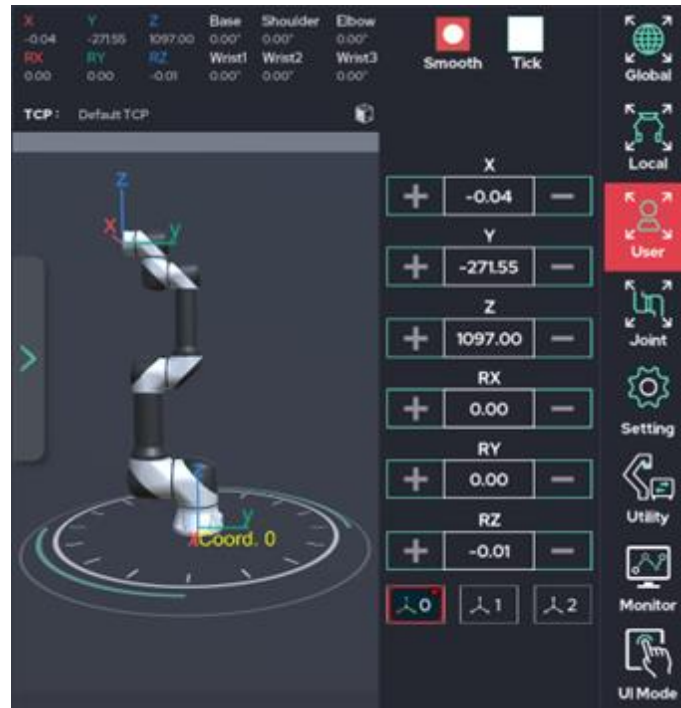 X Y Z Base Shoulder Elbow
-0.04 -271.55 1097.00 0.00° 0.00° 0.00°
RX RY RZ Wrist1 Wrist2 Wrist3
0.00 0.00 -0.01 0.00° 0.00° 0.00°
Smooth Tick
TCP : Default TCP
Z
X
y
Z
y
X
Coord. 0
X
+ -0.04 −
Y
+ -271.55 −
Z
+ 1097.00 −
RX
+ 0.00 −
RY
+ 0.00 −
RZ
+ -0.01 −
0 1 2
Global
Local
User
Joint
Setting
Utility
Monitor
UI Mode